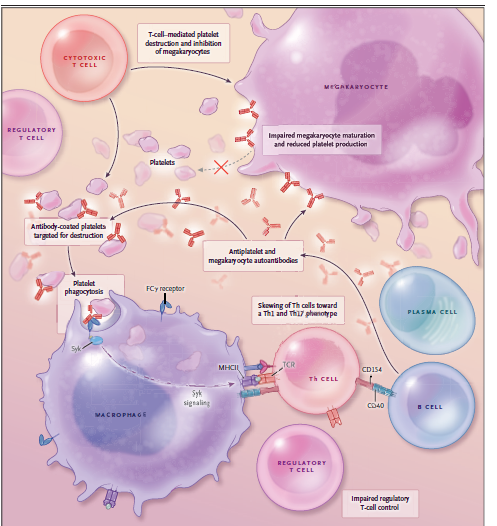 T-cell–mediated platelet
destruction and inhibition
of megakaryocytes
CYTOTOXIC
T CELL
MEGAKARYOCYTE
REGULATORY
T CELL
Impaired megakaryocyte maturation
and reduced platelet production
Platelets
Antibody-coated platelets
targeted for destruction
Antiplatelet and
megakaryocyte autoantibodies
Platelet
phagocytosis
FCγ receptor
Skewing of Th cells toward
a Th1 and Th17 phenotype
PLASMA CELL
Syk
MHCII
TCR
Th CELL
CD154
Syk
signaling
CD40
B CELL
MACROPHAGE
REGULATORY
T CELL
Impaired regulatory
T-cell control